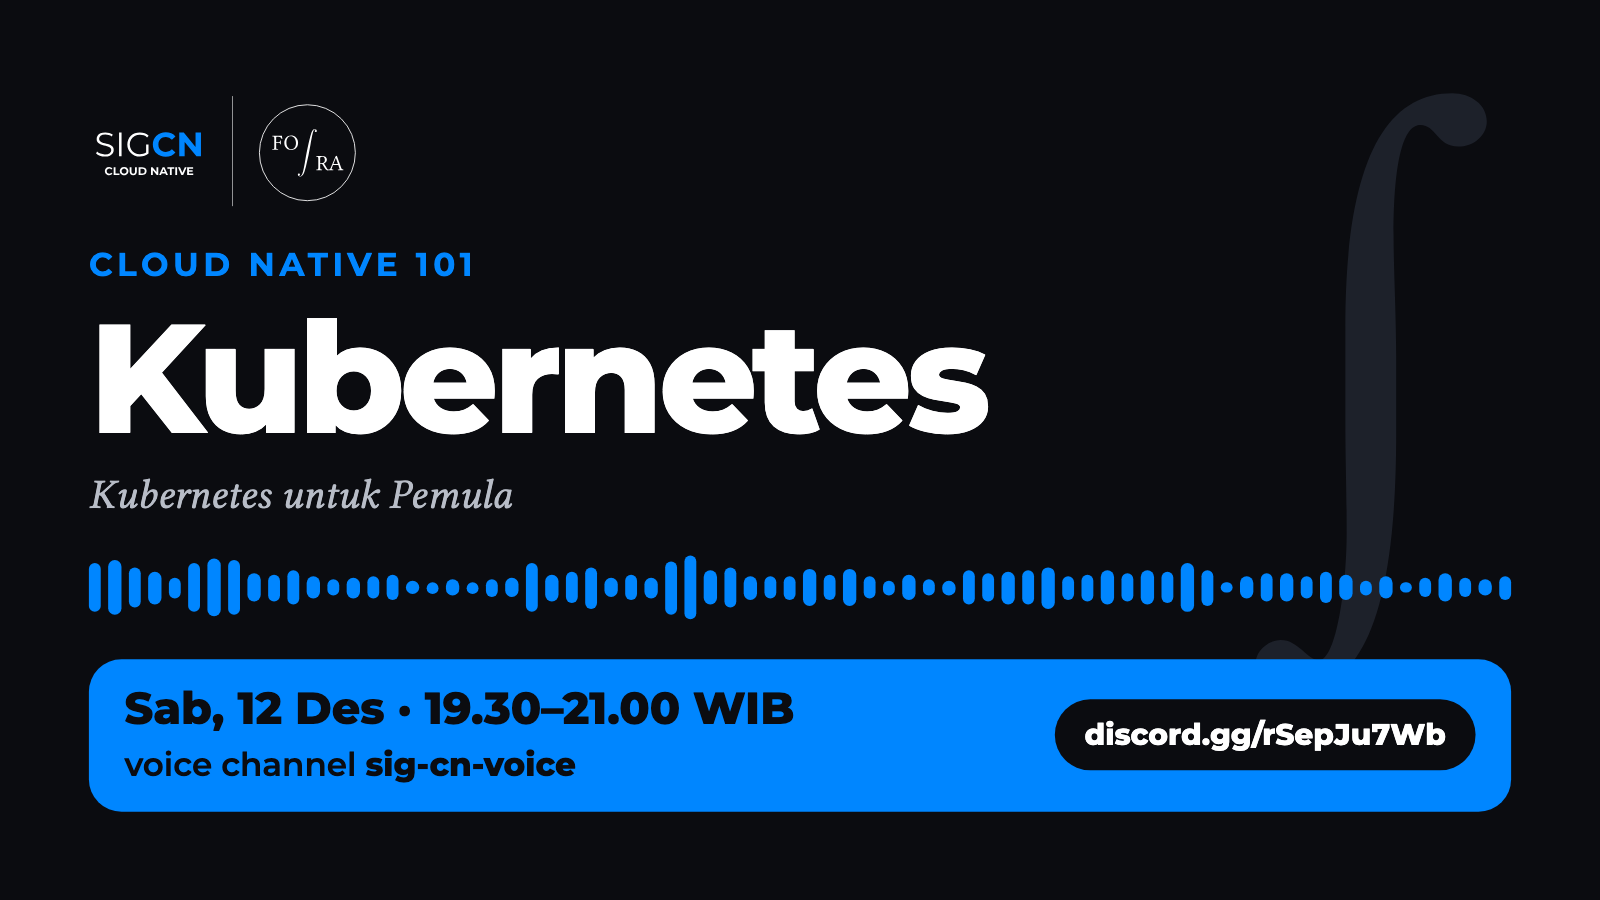 SIGCN
CLOUD NATIVE
FO∫RA
CLOUD NATIVE 101
Kubernetes
Kubernetes untuk Pemula
Sab, 12 Des · 19.30–21.00 WIB
voice channel sig-cn-voice
discord.gg/rSepJu7Wb